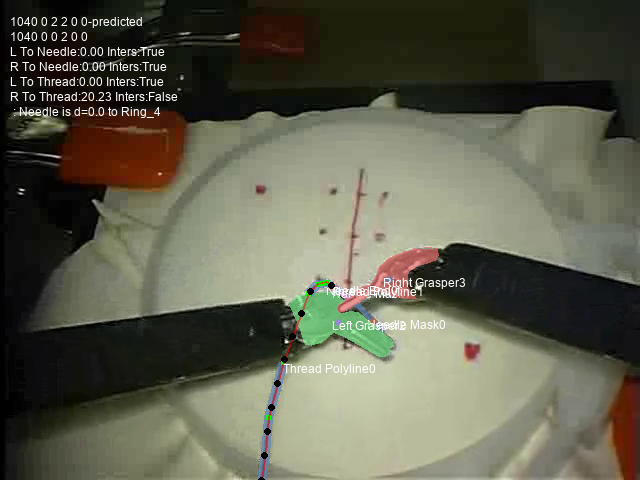 1040 0 2 2 0 0-predicted
1040 0 0 2 0 0
L To Needle:0.00 Inters:True
R To Needle:0.00 Inters:True
L To Thread:0.00 Inters:True
R To Thread:20.23 Inters:False
: Needle is d=0.0 to Ring_4
Right Grasper3
Left Grasper2
Needle Mask0
Thread Polyline0